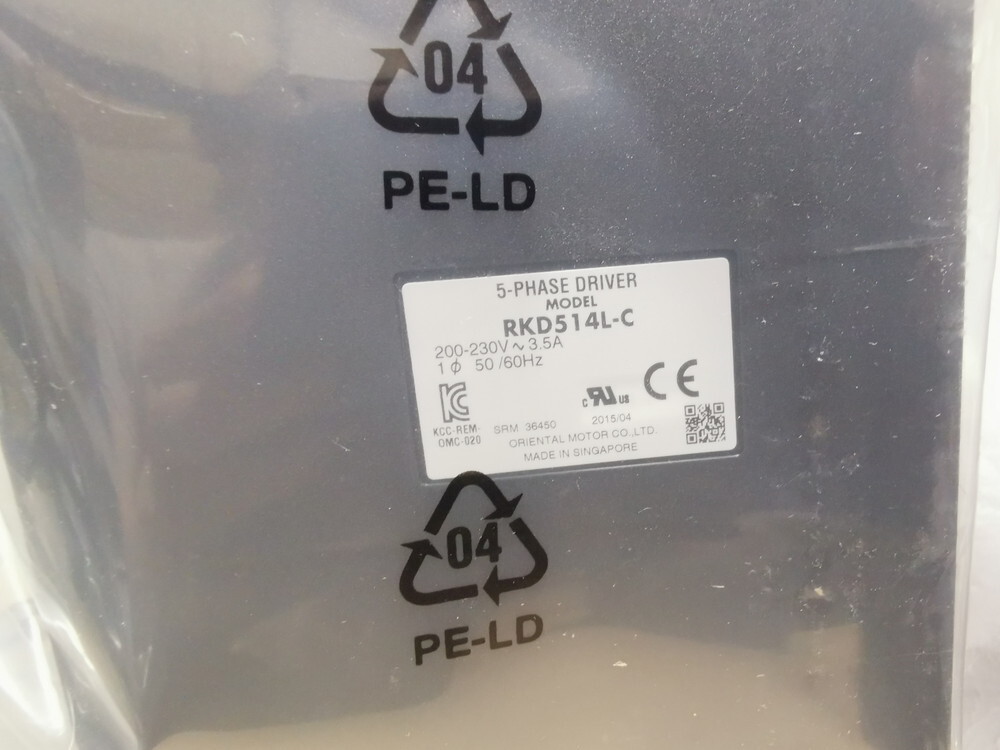 04
PE-LD
5-PHASE DRIVER
MODEL
RKD514L-C
200-230V ~ 3.5A
1 ϕ 50 /60Hz
KCC-REM-
OMC-020
SRM 36450
c RU US
CE
2015/04
ORIENTAL MOTOR CO.,LTD.
MADE IN SINGAPORE
04
PE-LD